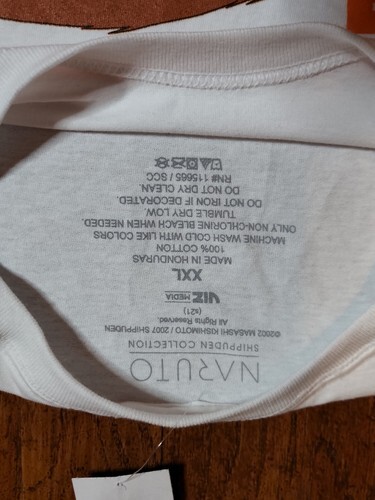 NARUTO
SHIPPUDEN COLLECTION
©2002 MASASHI KISHIMOTO / 2007 SHIPPUDEN
All Rights Reserved.
(s21)
VIZ MEDIA
XXL
MADE IN HONDURAS
100% COTTON
MACHINE WASH COLD WITH LIKE COLORS
ONLY NON-CHLORINE BLEACH WHEN NEEDED.
TUMBLE DRY LOW.
DO NOT IRON IF DECORATED.
DO NOT DRY CLEAN.
RN# 115665 / SCC